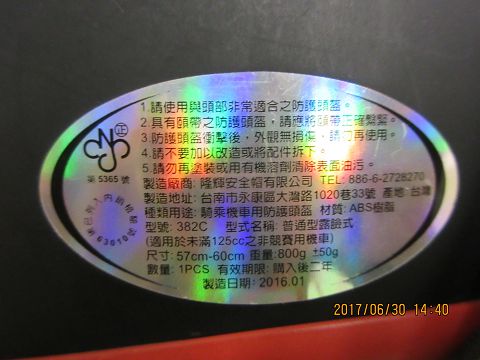 1.請使用與頭部非常適合之防護頭盔。
2.具有頤帶之防護頭盔，請應將頤帶正確繫緊。
3.防護頭盔衝擊後，外觀無損傷，請勿再使用。
4.請不要加以改造或將配件拆下。
5.請勿再塗裝或用有機溶劑清除表面油污。
製造廠商: 隆輝安全帽有限公司 TEL: 886-6-2728270
製造地址: 台南市永康區大灣路1020巷33號 產地: 台灣
種類用途: 騎乘機車用防護頭盔 材質: ABS樹脂
型號: 382C 型式名稱: 普通型露臉式
(適用於未滿125cc之非競賽用機車)
尺寸: 57cm-60cm 重量: 800g ±50g
數量: 1PCS 有效期限: 購入後二年
製造日期: 2016.01
正
第 5365 號
2017/06/30 14:40